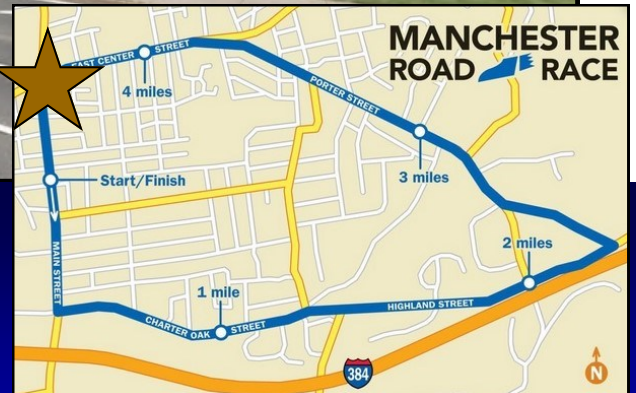 MANCHESTER
ROAD RACE
EAST CENTER STREET
4 miles
PORTER STREET
3 miles
Start/Finish
2 miles
MAIN STREET
1 mile
HIGHLAND STREET
CHARTER OAK STREET
384
N